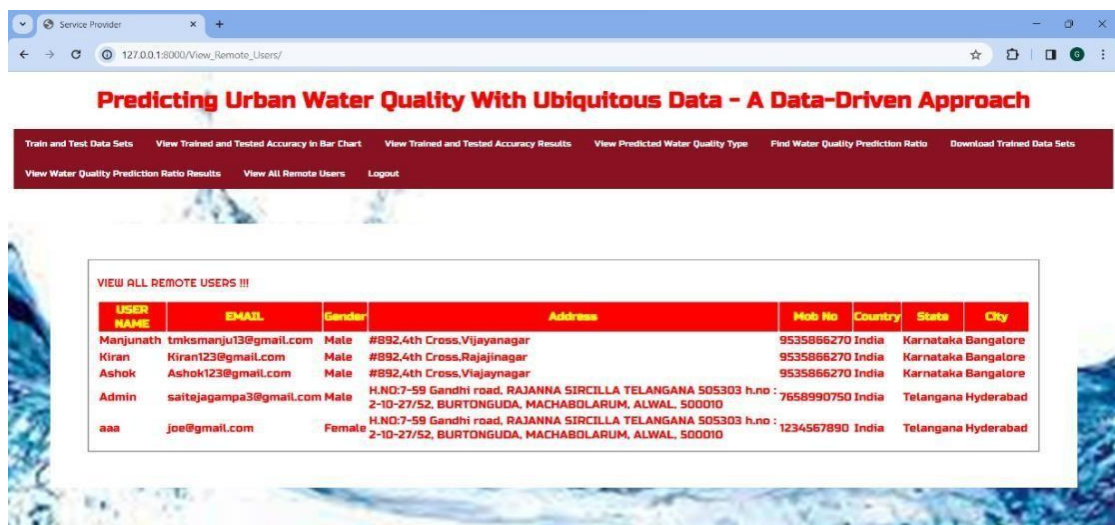 Service Provider
127.0.0.1:8000/View_Remote_Users/
G
Predicting Urban Water Quality With Ubiquitous Data - A Data-Driven Approach
Train and Test Data Sets View Trained and Tested Accuracy in Bar Chart View Trained and Tested Accuracy Results View Predicted Water Quality Type Find Water Quality Prediction Ratio Download Trained Data Sets
View Water Quality Prediction Ratio Results View All Remote Users Logout
VIEW ALL REMOTE USERS !!!
USER NAME EMAIL Gender Address Mob No Country State City
Manjunath tmksmanju13@gmail.com Male #892,4th Cross,Vijayanagar 9535866270 India Karnataka Bangalore
Kiran Kiran123@gmail.com Male #892,4th Cross,Rajajinagar 9535866270 India Karnataka Bangalore
Ashok Ashok123@gmail.com Male #892,4th Cross,Viajaynagar 9535866270 India Karnataka Bangalore
Admin saitejagampa3@gmail.com Male H.NO:7-59 Gandhi road, RAJANNA SIRCILLA TELANGANA 505303 h.no :
2-10-27/52, BURTONGUDA, MACHABOLARUM, ALWAL, 500010 7658990750 India Telangana Hyderabad
aaa joe@gmail.com Female H.NO:7-59 Gandhi road, RAJANNA SIRCILLA TELANGANA 505303 h.no :
2-10-27/52, BURTONGUDA, MACHABOLARUM, ALWAL, 500010 1234567890 India Telangana Hyderabad